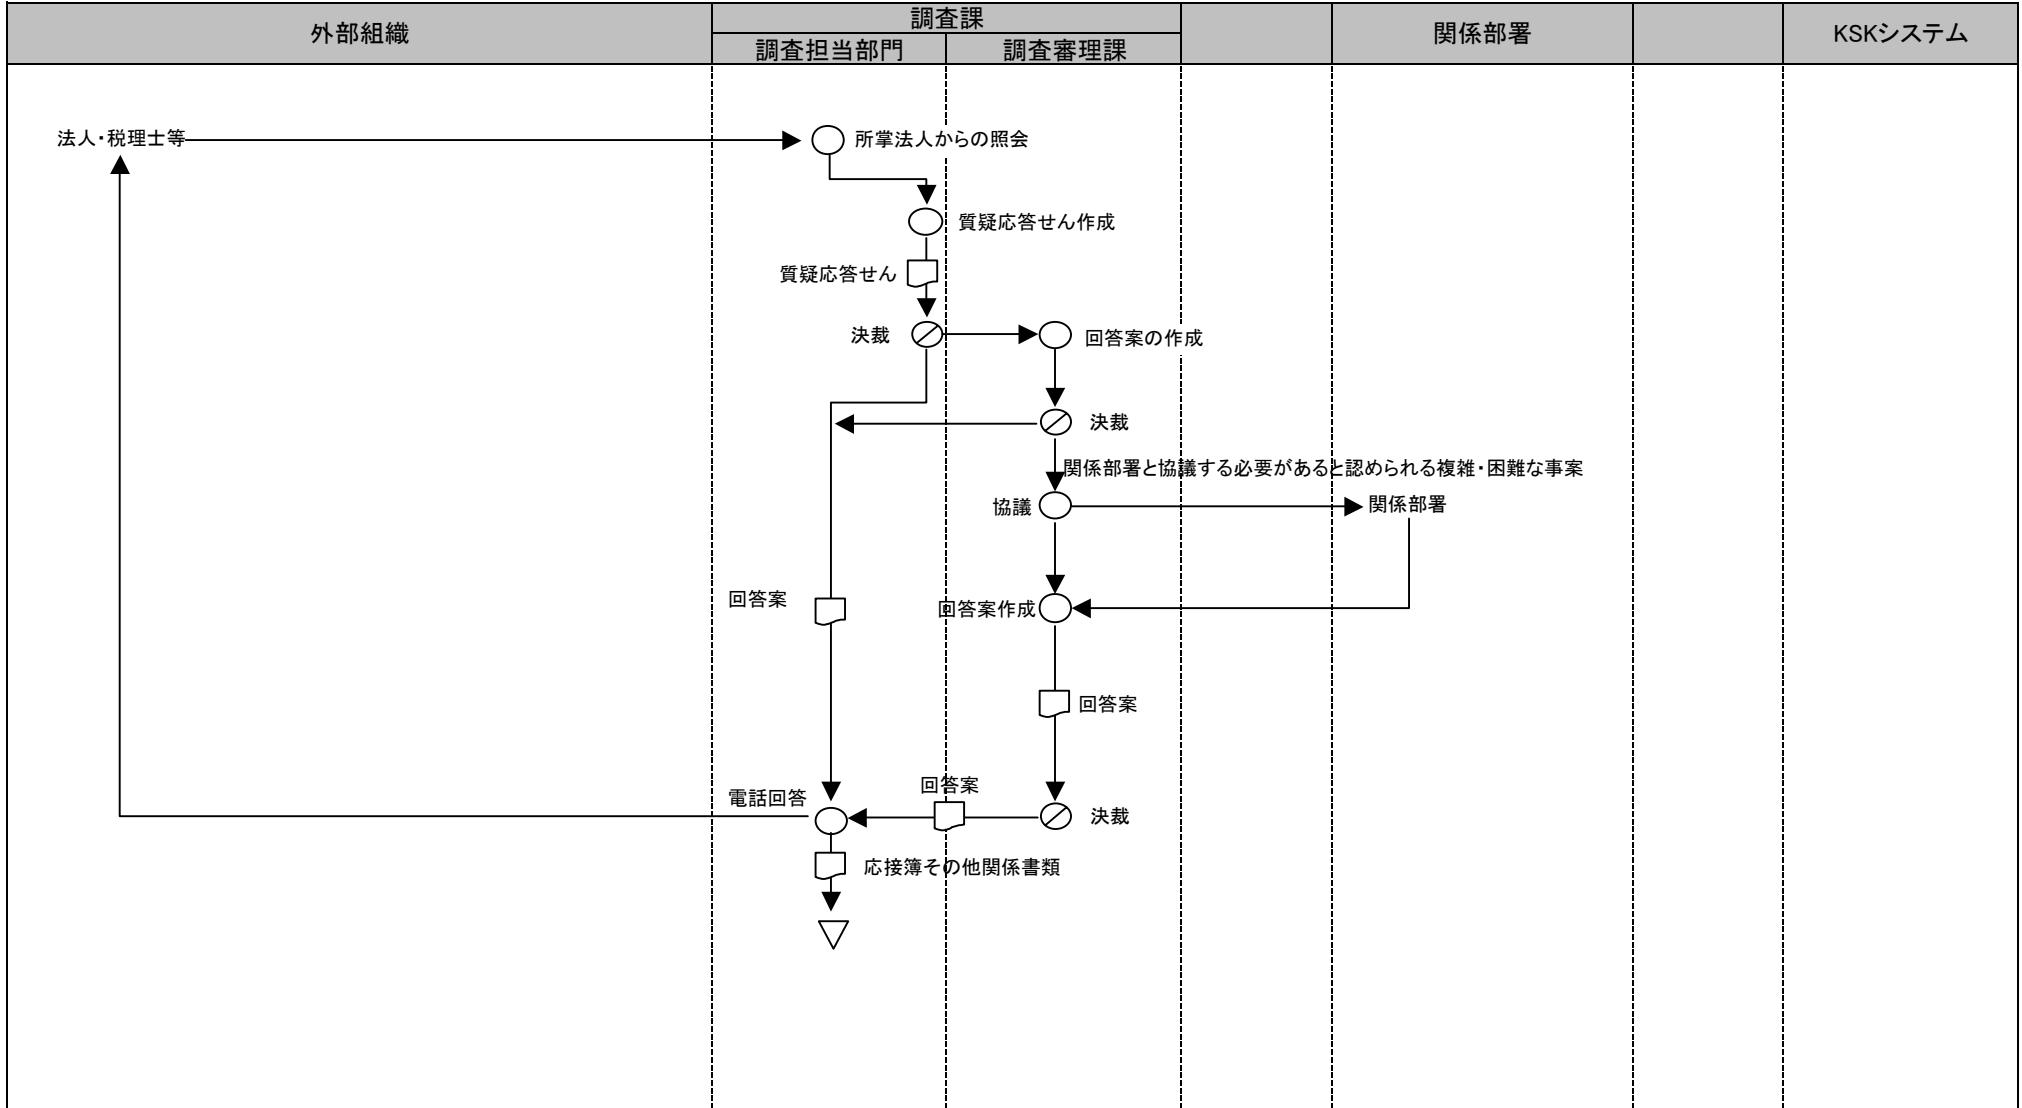 外部組織
調査課
調査担当部門
調査審理課
関係部署
KSKシステム
法人・税理士等
所掌法人からの照会
質疑応答せん作成
質疑応答せん
決裁
回答案の作成
決裁
関係部署と協議する必要があると認められる複雑・困難な事案
協議
関係部署
回答案
回答案作成
回答案
回答案
電話回答
決裁
応接簿その他関係書類